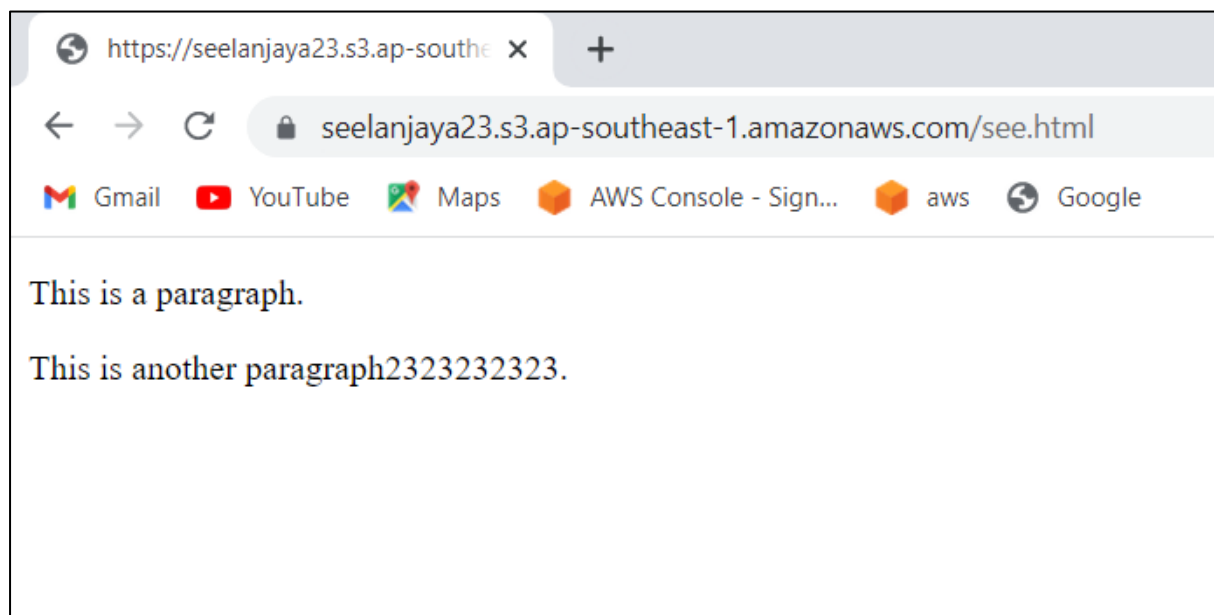 https://seelanjaya23.s3.ap-southe
seelanjaya23.s3.ap-southeast-1.amazonaws.com/see.html
Gmail YouTube Maps AWS Console - Sign... aws Google
This is a paragraph.
This is another paragraph2323232323.